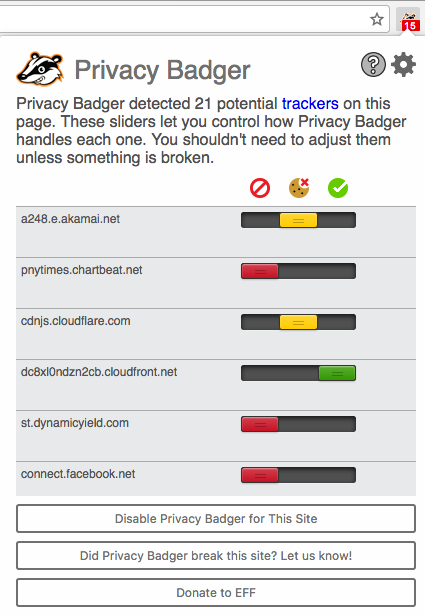 15
Privacy Badger
?
Privacy Badger detected 21 potential trackers on this
page. These sliders let you control how Privacy Badger
handles each one. You shouldn't need to adjust them
unless something is broken.
a248.e.akamai.net
pnytimes.chartbeat.net
cdnjs.cloudflare.com
dc8xl0ndzn2cb.cloudfront.net
st.dynamicyield.com
connect.facebook.net
Disable Privacy Badger for This Site
Did Privacy Badger break this site? Let us know!
Donate to EFF